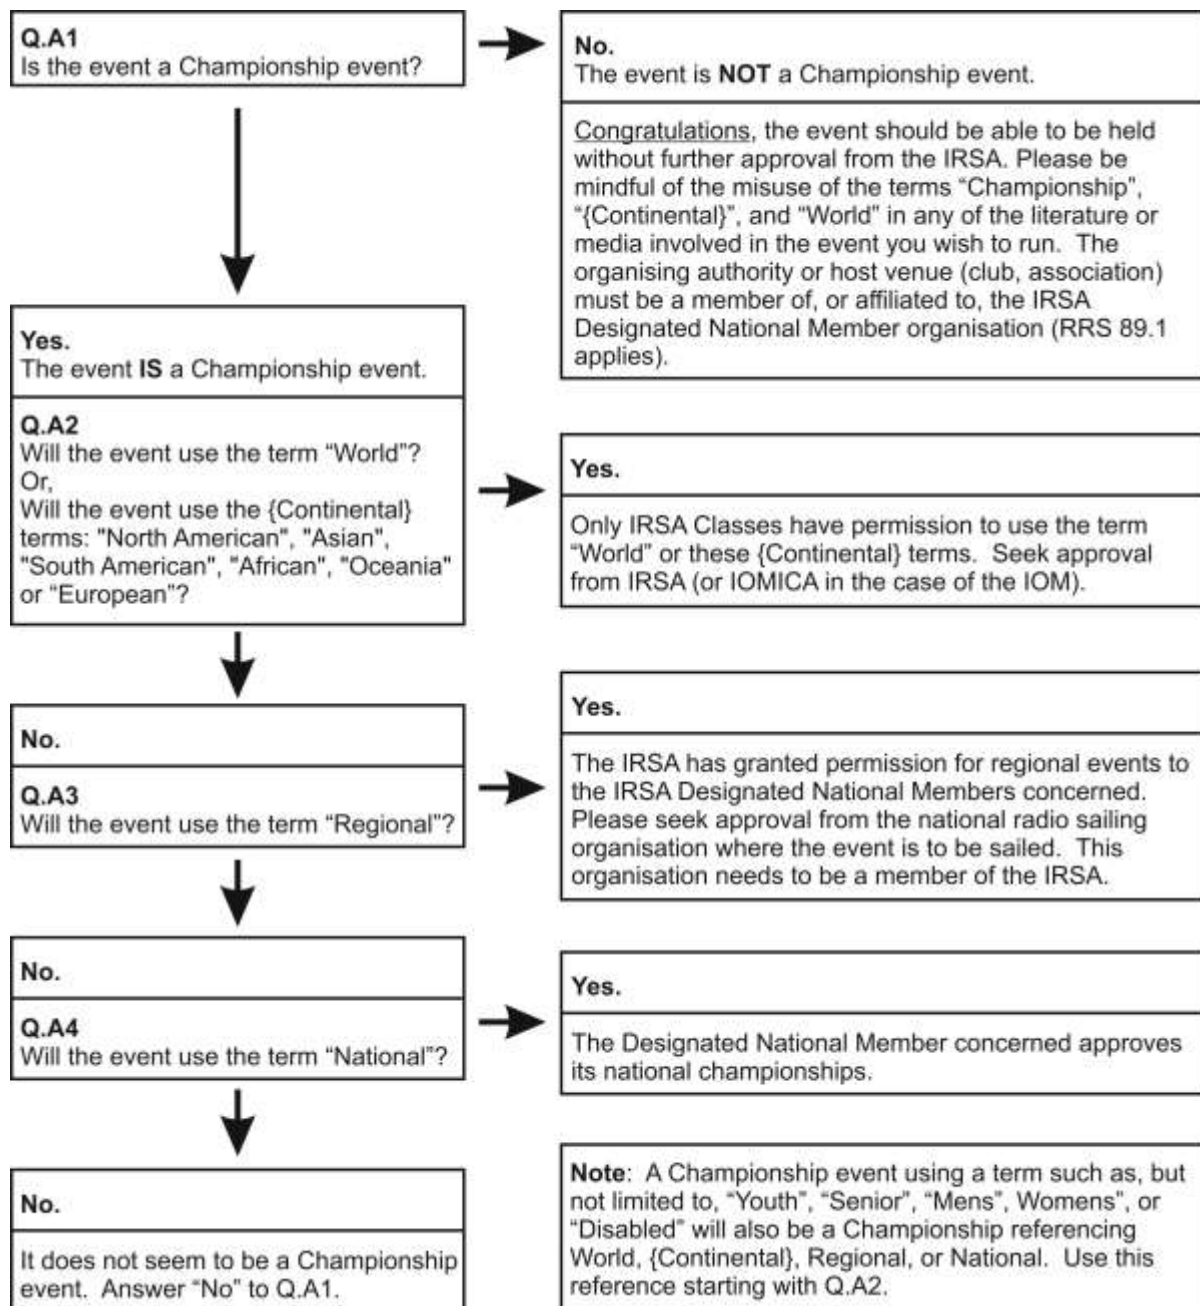 Q.A1
Is the event a Championship event?
No.
The event is NOT a Championship event.
Congratulations, the event should be able to be held
without further approval from the IRSA. Please be
mindful of the misuse of the terms “Championship”,
“{Continental}”, and “World” in any of the literature or
media involved in the event you wish to run. The
organising authority or host venue (club, association)
must be a member of, or affiliated to, the IRSA
Designated National Member organisation (RRS 89.1
applies).
Yes.
The event IS a Championship event.
Q.A2
Will the event use the term “World”?
Or,
Will the event use the {Continental}
terms: "North American", "Asian",
"South American", "African", "Oceania"
or “European”?
Yes.
Only IRSA Classes have permission to use the term
“World” or these {Continental} terms. Seek approval
from IRSA (or IOMICA in the case of the IOM).
No.
Q.A3
Will the event use the term “Regional”?
Yes.
The IRSA has granted permission for regional events to
the IRSA Designated National Members concerned.
Please seek approval from the national radio sailing
organisation where the event is to be sailed. This
organisation needs to be a member of the IRSA.
No.
Q.A4
Will the event use the term “National”?
Yes.
The Designated National Member concerned approves
its national championships.
No.
It does not seem to be a Championship
event. Answer “No” to Q.A1.
Note: A Championship event using a term such as, but
not limited to, “Youth”, “Senior”, “Mens”, Womens”, or
“Disabled” will also be a Championship referencing
World, {Continental}, Regional, or National. Use this
reference starting with Q.A2.